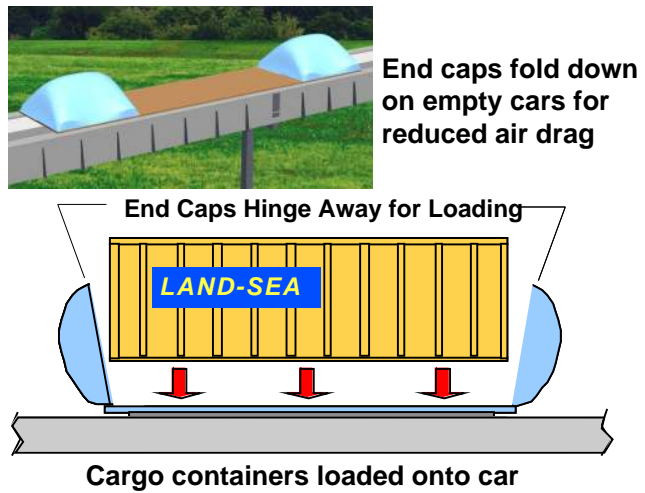 End caps fold down
on empty cars for
reduced air drag
End Caps Hinge Away for Loading
LAND-SEA
Cargo containers loaded onto car